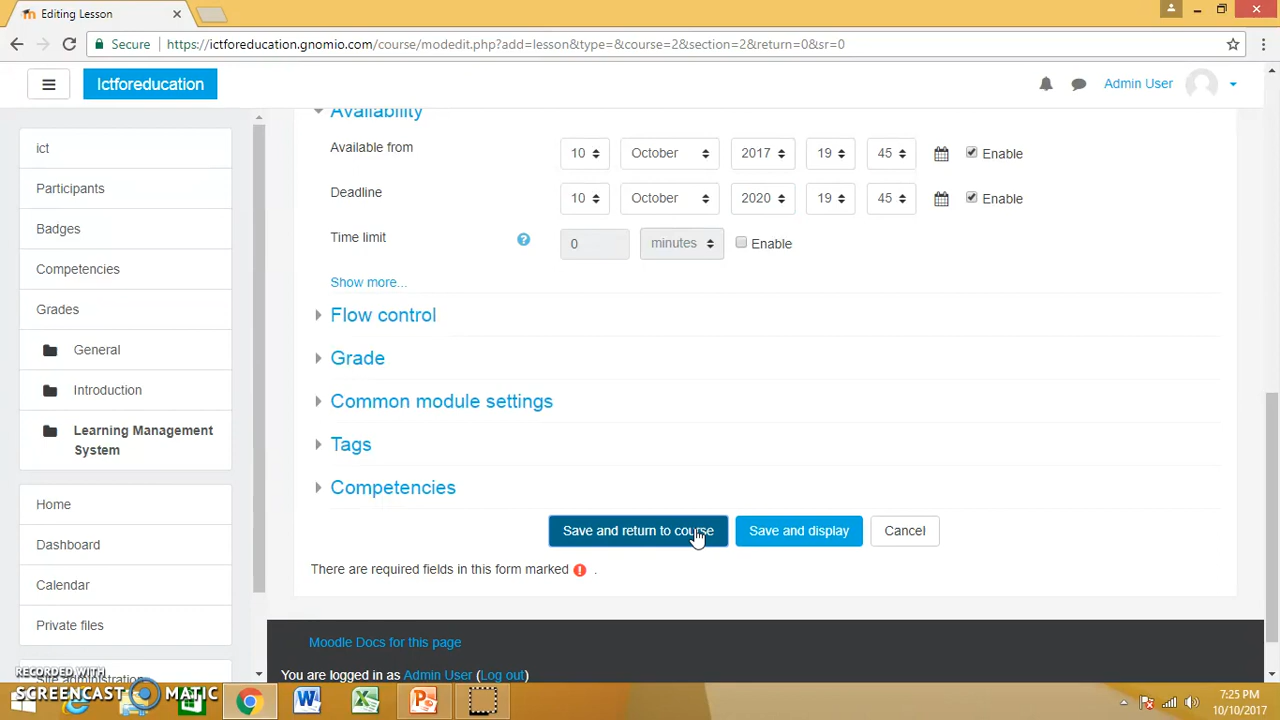 Editing Lesson
Secure
https://ictforeducation.gnomio.com/course/modedit.php?add=lesson&type=&course=2&section=2&return=0&sr=0
Ictforeducation
Admin User
ict
Participants
Badges
Competencies
Grades
General
Introduction
Learning Management
System
Home
Dashboard
Calendar
Private files
Site administration
Availability
Available from 10 October 2017 19 45 Enable
Deadline 10 October 2020 19 45 Enable
Time limit ? 0 minutes Enable
Show more...
Flow control
Grade
Common module settings
Tags
Competencies
Save and return to course Save and display Cancel
There are required fields in this form marked ! .
Moodle Docs for this page
You are logged in as Admin User (Log out)
RECORDED WITH
SCREENCAST MATIC
7:25 PM
10/10/2017